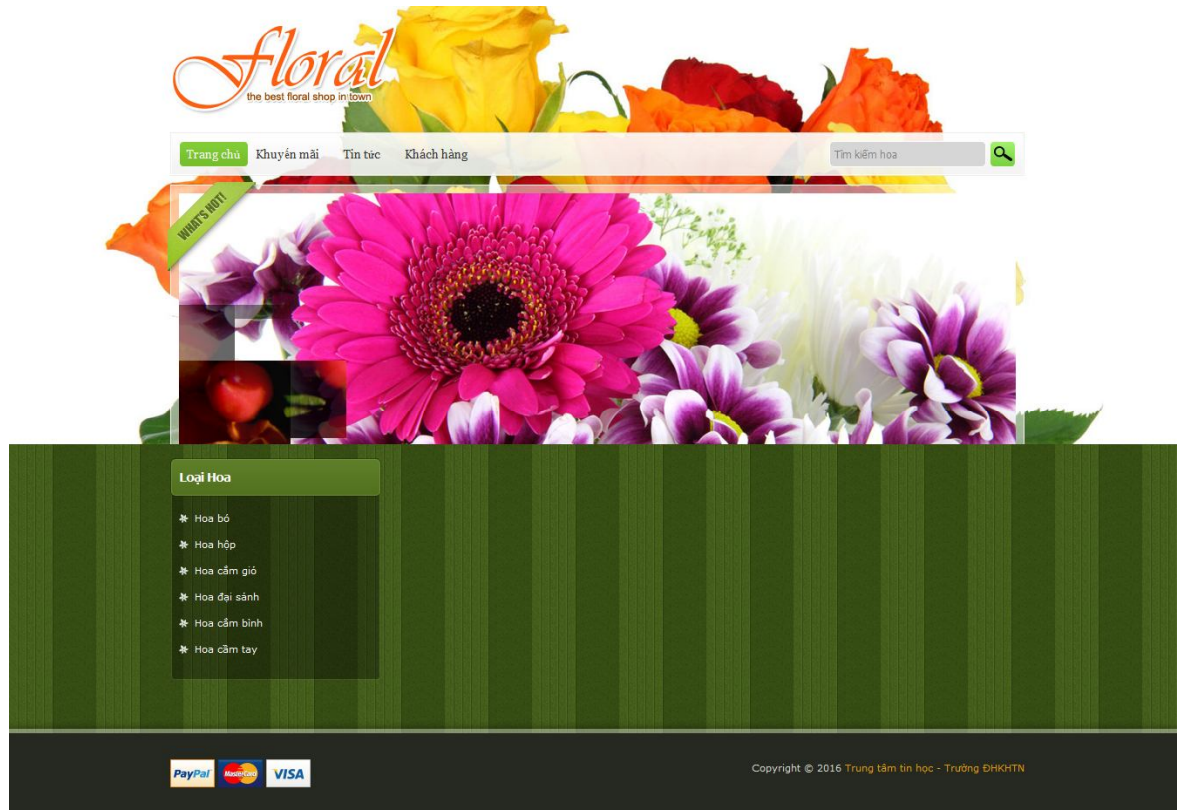 floral
the best floral shop in town
Trang chủ Khuyến mãi Tin tức Khách hàng Tìm kiếm hoa
WHAT'S HOT!
Loại Hoa
Hoa bó
Hoa hộp
Hoa cắm giỏ
Hoa đại sảnh
Hoa cắm bình
Hoa cầm tay
PayPal MasterCard VISA
Copyright © 2016 Trung tâm tin học - Trường ĐHKHTN